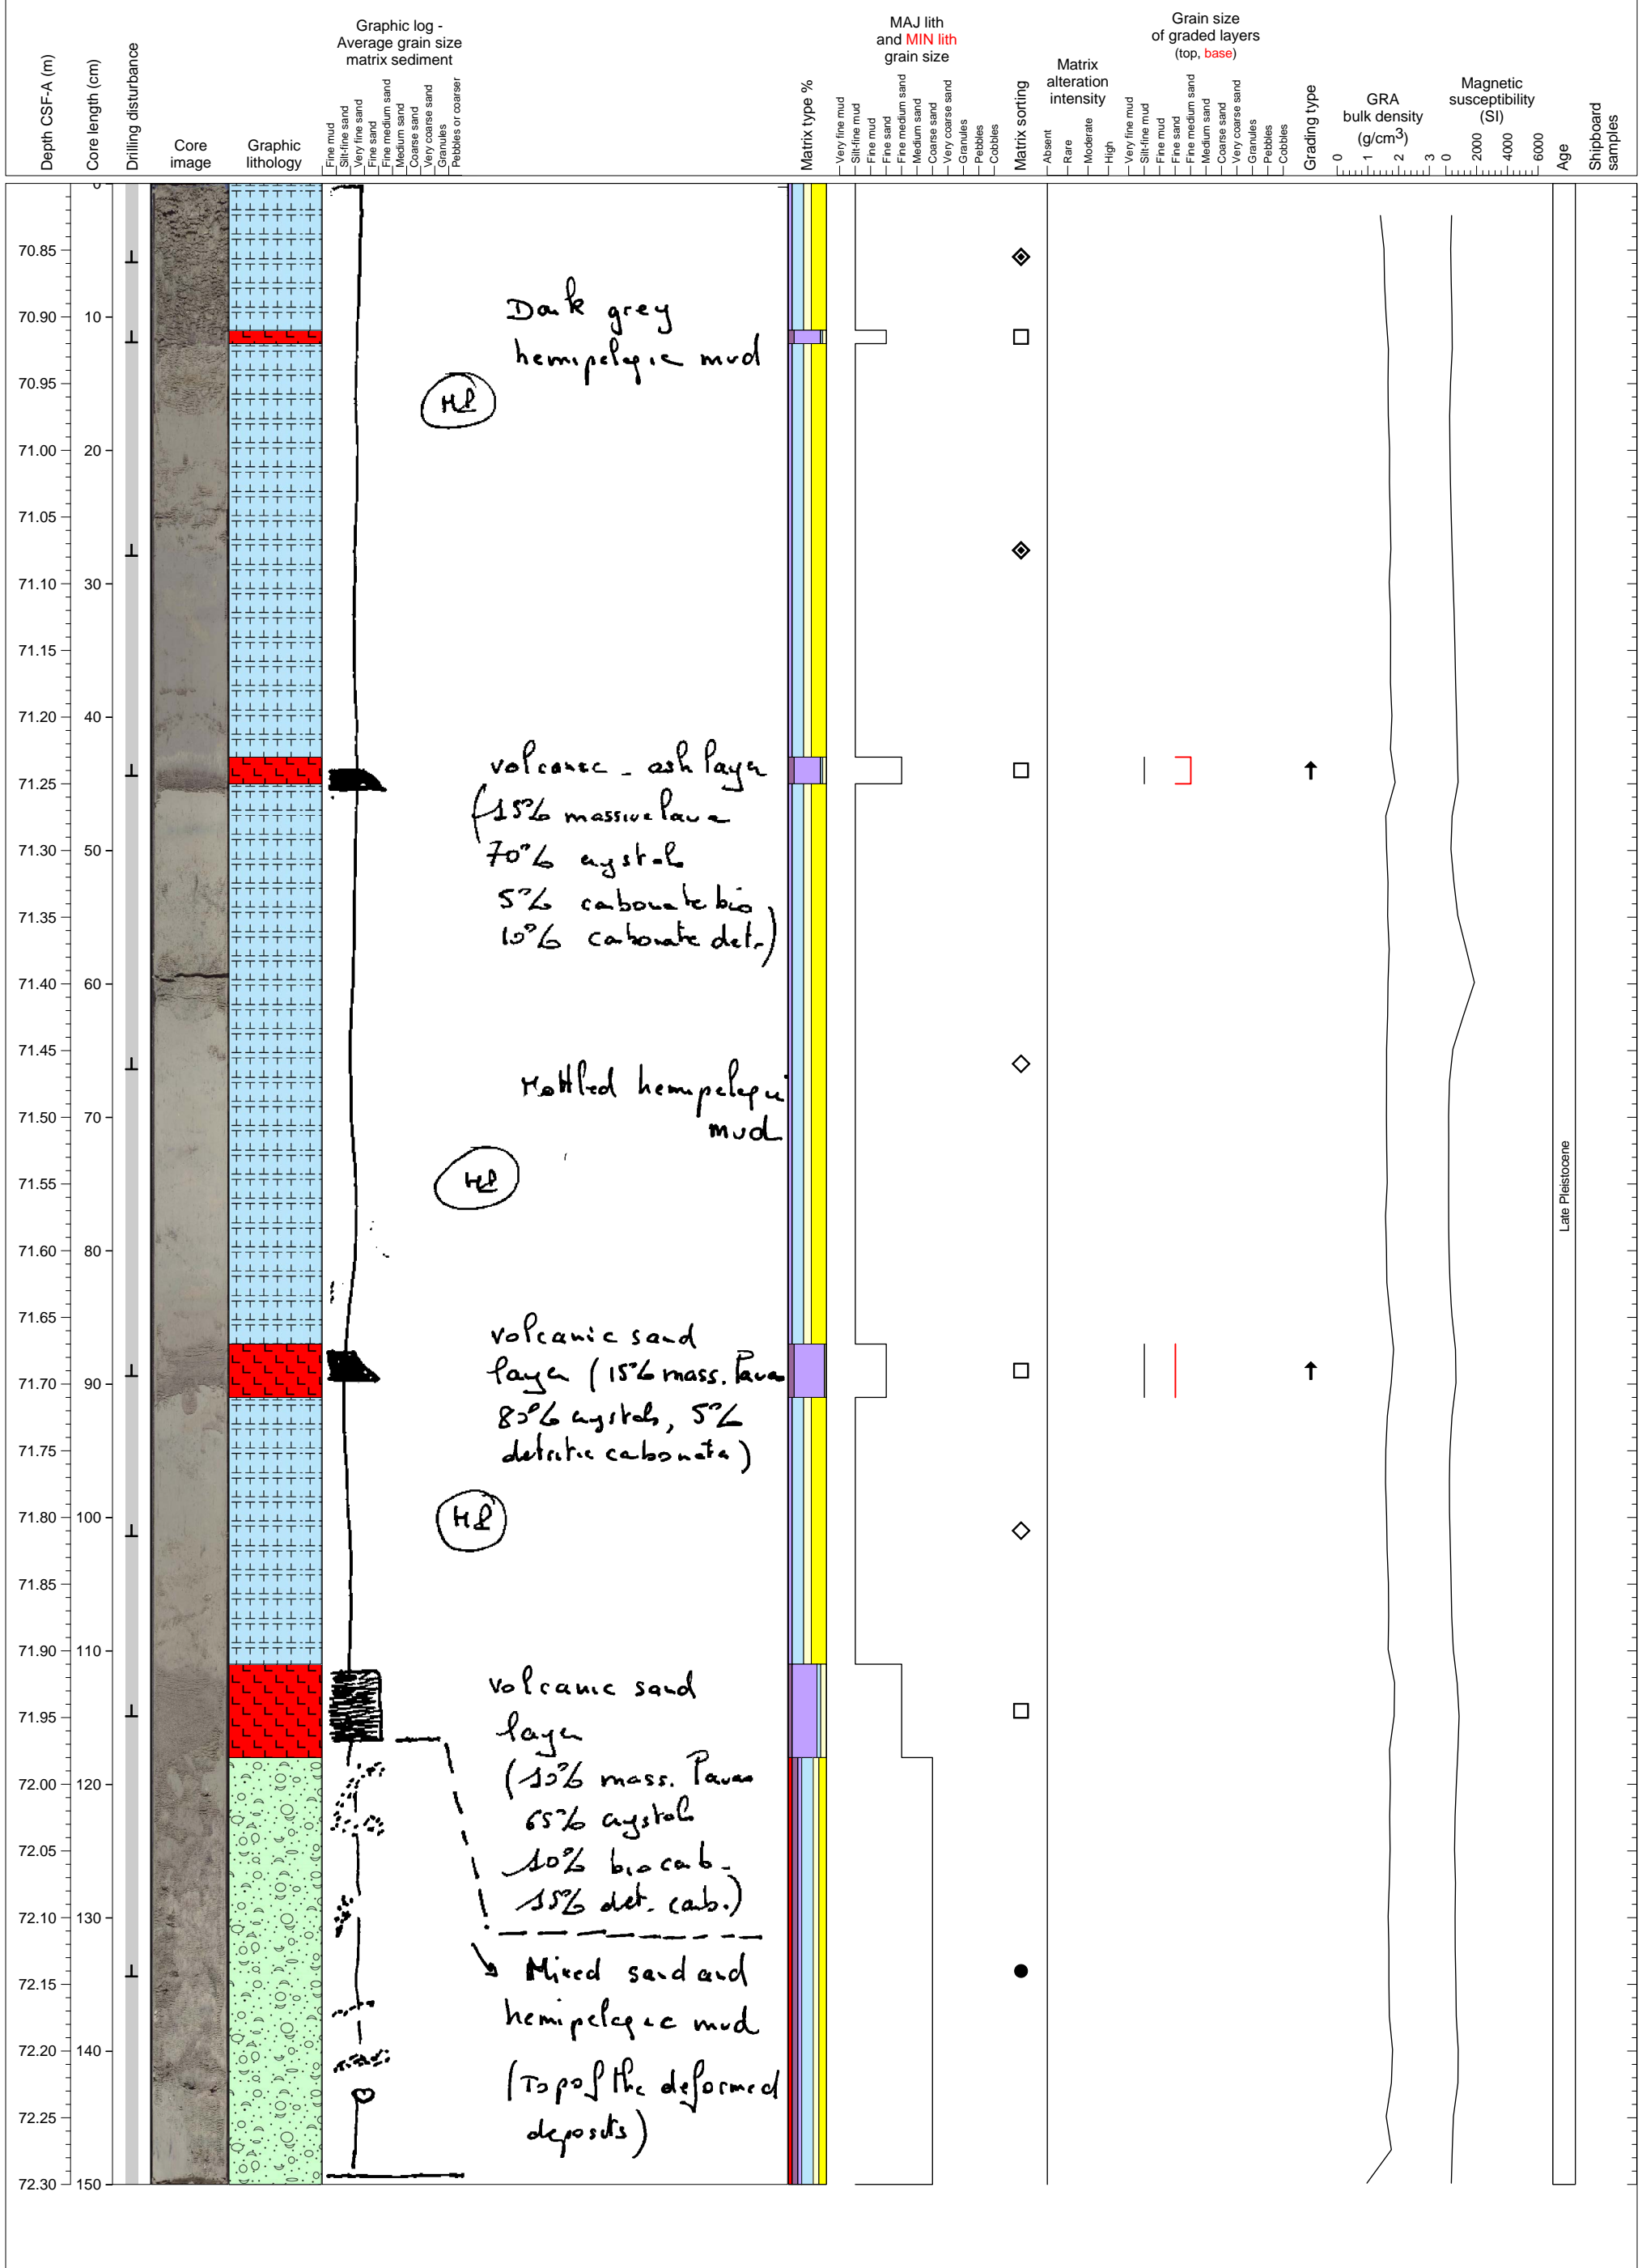 Depth CSF-A (m)
Core length (cm)
Drilling disturbance
Core
image
Graphic
lithology
Graphic log -
Average grain size
matrix sediment
Fine mud
Silt-fine sand
Very fine sand
Fine sand
Fine medium sand
Medium sand
Coarse sand
Very coarse sand
Granules
Pebbles or coarser
Matrix type %
MAJ lith
and MIN lith
grain size
Very fine mud
Silt-fine mud
Fine mud
Fine sand
Fine medium sand
Medium sand
Coarse sand
Very coarse sand
Granules
Pebbles
Cobbles
Matrix sorting
Matrix
alteration
intensity
Absent
Rare
Moderate
High
Grain size
of graded layers
(top, base)
Very fine mud
Silt-fine mud
Fine mud
Fine sand
Fine medium sand
Medium sand
Coarse sand
Very coarse sand
Granules
Pebbles
Cobbles
Grading type
GRA
bulk density
(g/cm3)
0 1 2 3
Magnetic
susceptibility
(SI)
0 2000 4000 6000
Age
Shipboard
samples
0
70.85
70.90 10
70.95
71.00 20
71.05
71.10 30
71.15
71.20 40
71.25
71.30 50
71.35
71.40 60
71.45
71.50 70
71.55
71.60 80
71.65
71.70 90
71.75
71.80 100
71.85
71.90 110
71.95
72.00 120
72.05
72.10 130
72.15
72.20 140
72.25
72.30 150
Dark grey
hemipelagic mud
HP
volcanic - ash layer
(15% massive lava
70% crystals
5% carbonate bio
10% carbonate det.)
Mottled hemipelagic
mud
HP
volcanic sand
layer (15% mass. lava
80% crystals, 5%
detritic carbonate)
HP
volcanic sand
layer
(10% mass. lavas
65% crystals
10% bio carb.
15% det. carb.)
Mixed sand and
hemipelagic mud
(Top of the deformed
deposits)
Late Pleistocene